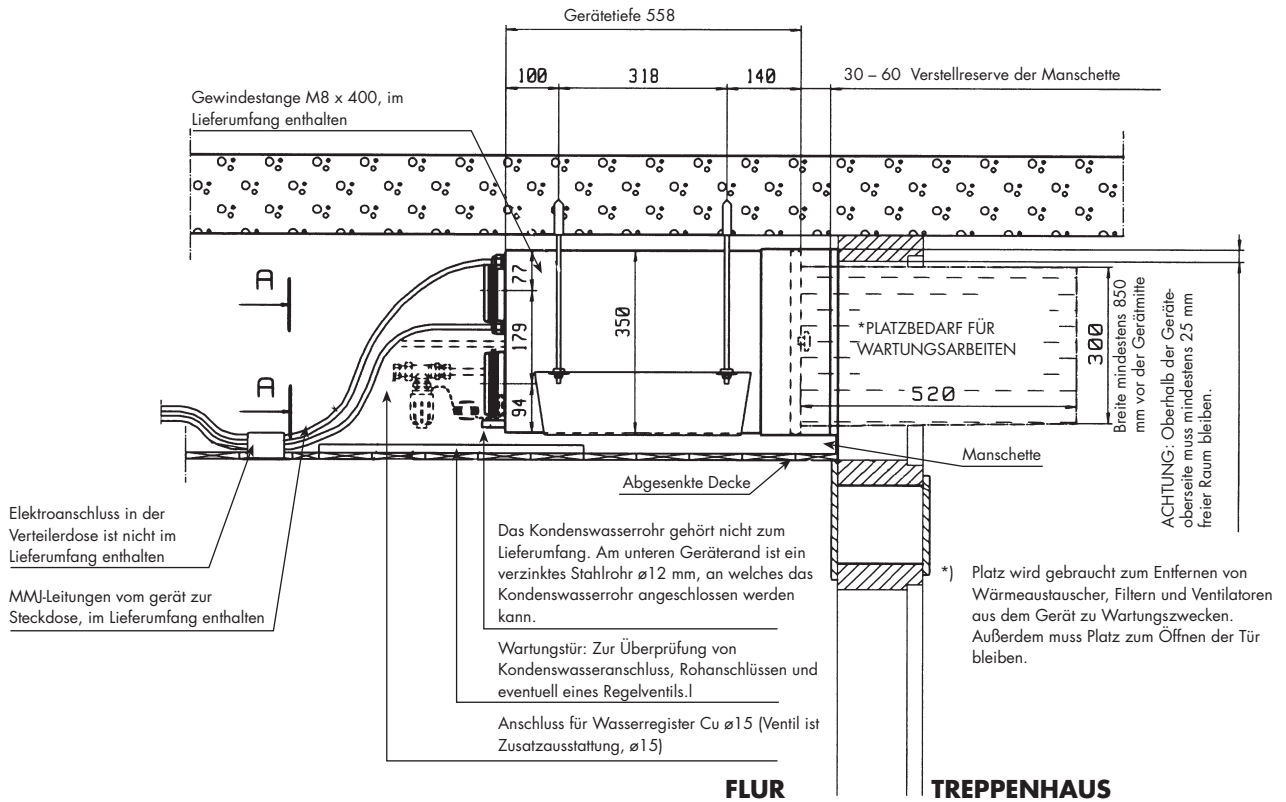 Gerätetiefe 558
100
318
140
30 – 60 Verstellreserve der Manschette
Gewindestange M8 x 400, im
Lieferumfang enthalten
A
A
77
179
94
350
*PLATZBEDARF FÜR
WARTUNGSARBEITEN
520
300
Breite mindestens 850
mm vor der Gerätmitte
ACHTUNG: Oberhalb der Geräte-
oberseite muss mindestens 25 mm
freier Raum bleiben.
Manschette
Abgesenkte Decke
Elektroanschluss in der
Verteilerdose ist nicht im
Lieferumfang enthalten
MMJ-Leitungen vom gerät zur
Steckdose, im Lieferumfang enthalten
Das Kondenswasserrohr gehört nicht zum
Lieferumfang. Am unteren Geräterand ist ein
verzinktes Stahlrohr ø12 mm, an welches das
Kondenswasserrohr angeschlossen werden
kann.
Wartungstür: Zur Überprüfung von
Kondenswasseranschluss, Rohanschlüssen und
eventuell eines Regelventils.l
Anschluss für Wasserregister Cu ø15 (Ventil ist
Zusatzausstattung, ø15)
*) Platz wird gebraucht zum Entfernen von
Wärmeaustauscher, Filtern und Ventilatoren
aus dem Gerät zu Wartungszwecken.
Außerdem muss Platz zum Öffnen der Tür
bleiben.
FLUR
TREPPENHAUS